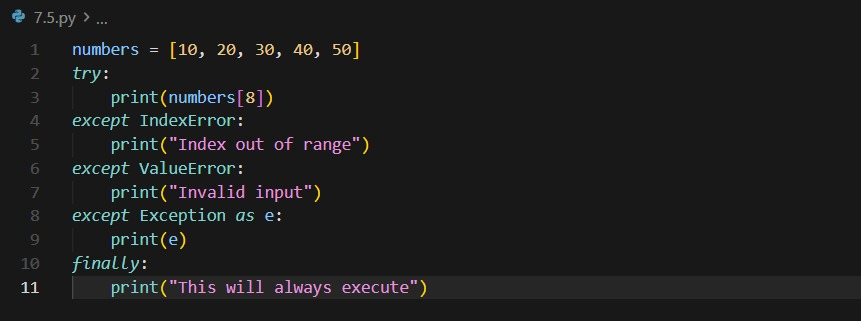 7.5.py > ...
1 numbers = [10, 20, 30, 40, 50]
2 try:
3     print(numbers[8])
4 except IndexError:
5     print("Index out of range")
6 except ValueError:
7     print("Invalid input")
8 except Exception as e:
9     print(e)
10 finally:
11     print("This will always execute")